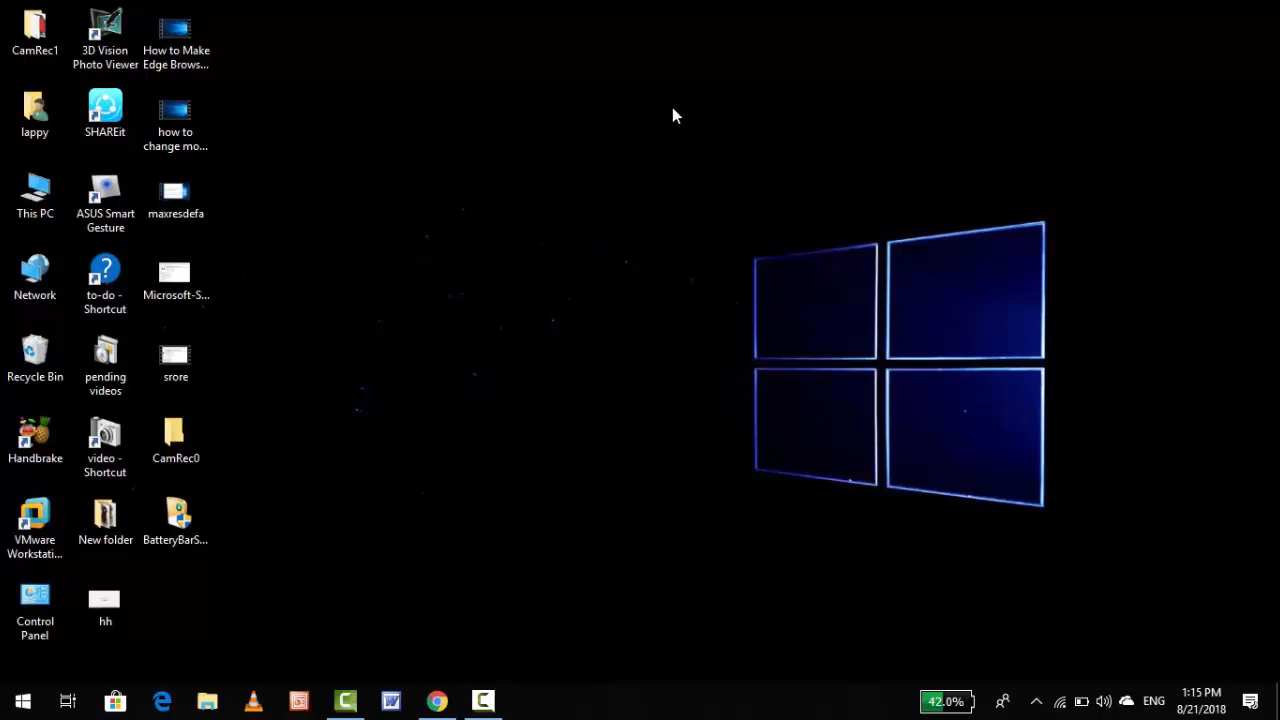 CamRec1
3D Vision
Photo Viewer
How to Make
Edge Brows...
lappy
SHAREit
how to
change mo...
This PC
ASUS Smart
Gesture
maxresdefa
Network
to-do -
Shortcut
Microsoft-S...
Recycle Bin
pending
videos
srore
Handbrake
video -
Shortcut
CamRec0
VMware
Workstati...
New folder
BatteryBarS...
Control
Panel
hh
42.0%
ENG
1:15 PM
8/21/2018